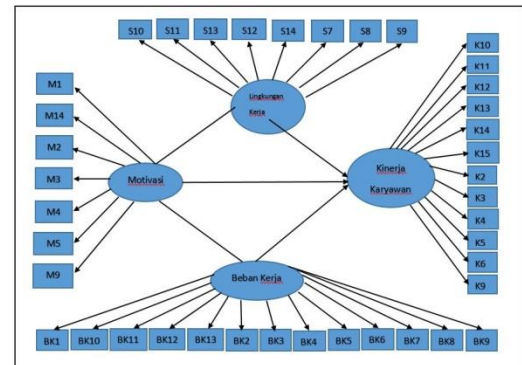 S10 S11 S13 S12 S14 S7 S8 S9
Lingkungan
Kerja
M1
M14
M2
M3
M4
M5
M9
Motivasi
Kinerja
Karyawan
K10
K11
K12
K13
K14
K15
K2
K3
K4
K5
K6
K9
Beban Kerja
BK1 BK10 BK11 BK12 BK13 BK2 BK3 BK4 BK5 BK6 BK7 BK8 BK9